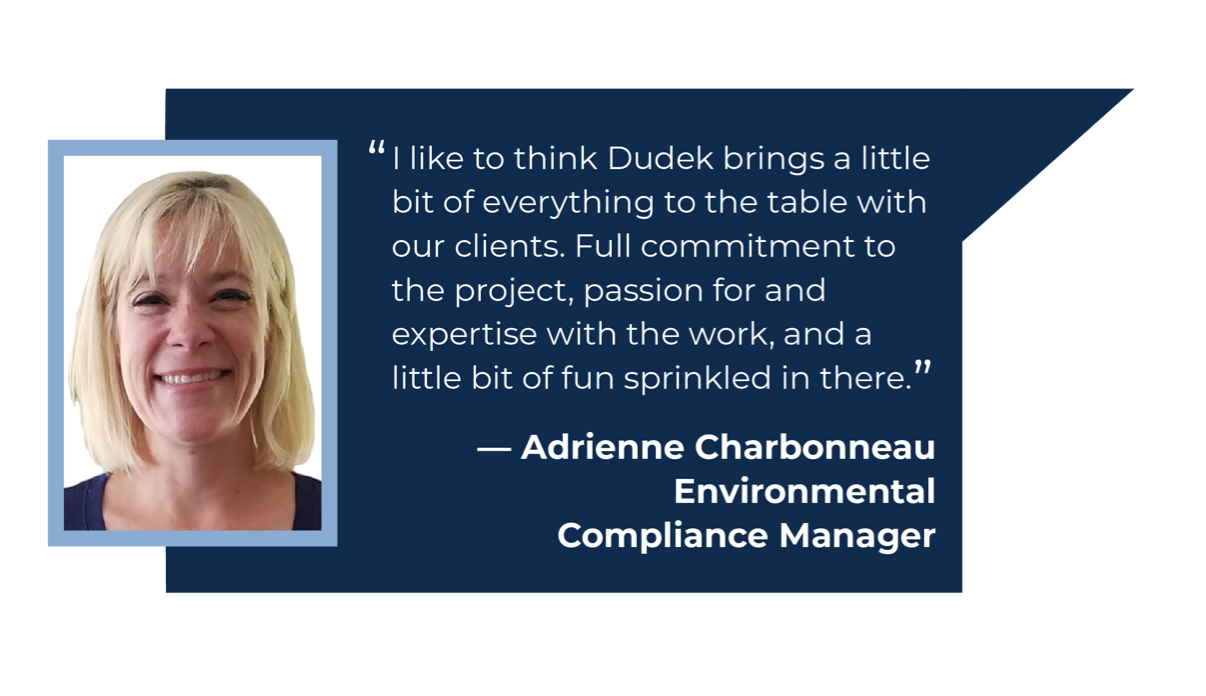 “I like to think Dudek brings a little
bit of everything to the table with
our clients. Full commitment to
the project, passion for and
expertise with the work, and a
little bit of fun sprinkled in there.”
— Adrienne Charbonneau
Environmental
Compliance Manager